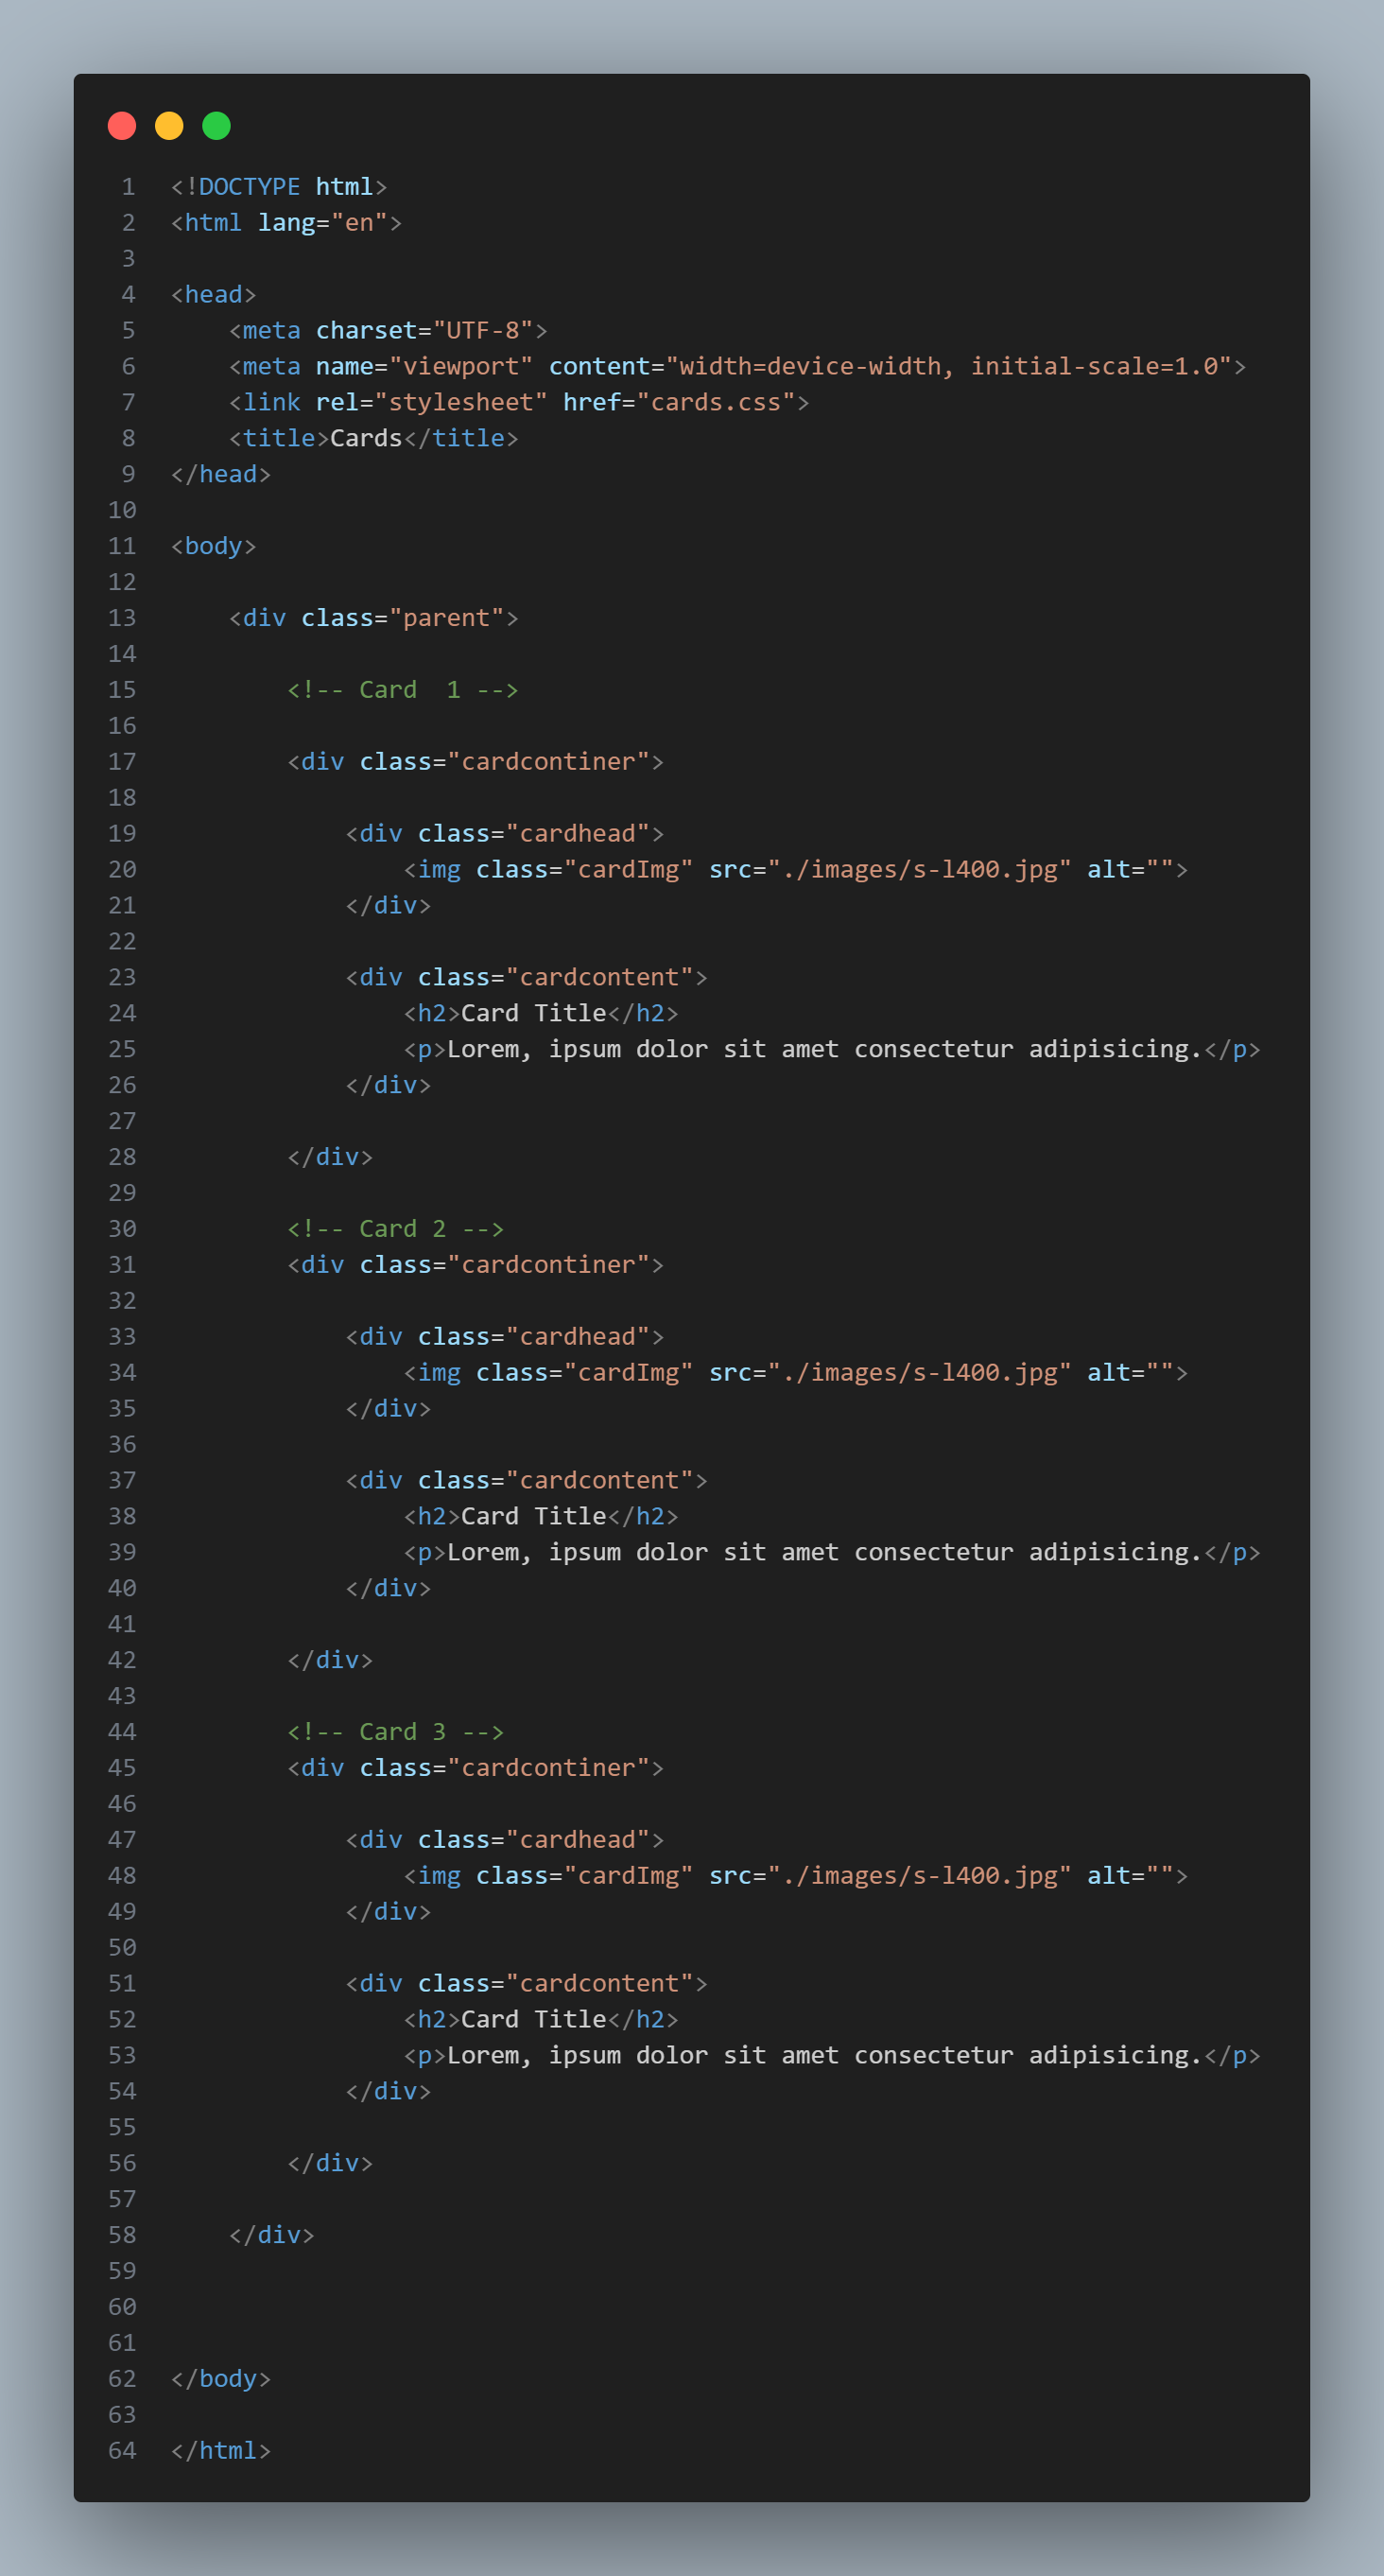 1 <!DOCTYPE html>
2 <html lang="en">
3
4 <head>
5     <meta charset="UTF-8">
6     <meta name="viewport" content="width=device-width, initial-scale=1.0">
7     <link rel="stylesheet" href="cards.css">
8     <title>Cards</title>
9 </head>
10
11 <body>
12
13     <div class="parent">
14
15         <!-- Card  1 -->
16
17         <div class="cardcontiner">
18
19             <div class="cardhead">
20                 <img class="cardImg" src="./images/s-l400.jpg" alt="">
21             </div>
22
23             <div class="cardcontent">
24                 <h2>Card Title</h2>
25                 <p>Lorem, ipsum dolor sit amet consectetur adipisicing.</p>
26             </div>
27
28         </div>
29
30         <!-- Card 2 -->
31         <div class="cardcontiner">
32
33             <div class="cardhead">
34                 <img class="cardImg" src="./images/s-l400.jpg" alt="">
35             </div>
36
37             <div class="cardcontent">
38                 <h2>Card Title</h2>
39                 <p>Lorem, ipsum dolor sit amet consectetur adipisicing.</p>
40             </div>
41
42         </div>
43
44         <!-- Card 3 -->
45         <div class="cardcontiner">
46
47             <div class="cardhead">
48                 <img class="cardImg" src="./images/s-l400.jpg" alt="">
49             </div>
50
51             <div class="cardcontent">
52                 <h2>Card Title</h2>
53                 <p>Lorem, ipsum dolor sit amet consectetur adipisicing.</p>
54             </div>
55
56         </div>
57
58     </div>
59
60
61
62 </body>
63
64 </html>